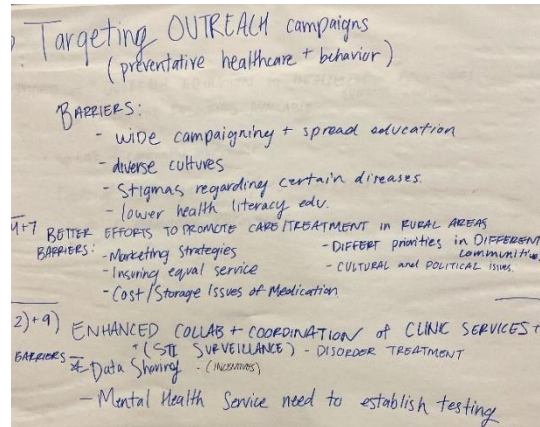 Targeting OUTREACH campaigns
(preventative healthcare + behavior)
BARRIERS:
- wide campaigning + spread education
- diverse cultures
- Stigmas regarding certain diseases.
- lower health literacy edu.
4+7 BETTER EFFORTS TO PROMOTE CARE/TREATMENT IN RURAL AREAS
BARRIERS: - Marketing Strategies
- Insuring equal service
- Cost/Storage Issues of Medication
- DIFFERT priorities in DIFFERENT
communities
- CULTURAL and POLITICAL issues.
2)+9) ENHANCED COLLAB + COORDINATION of CLINIC SERVICES +
(STI SURVEILLANCE) - DISORDER TREATMENT
BARRIERS - Data Sharing - (INCENTIVES)
- Mental Health Service need to establish testing